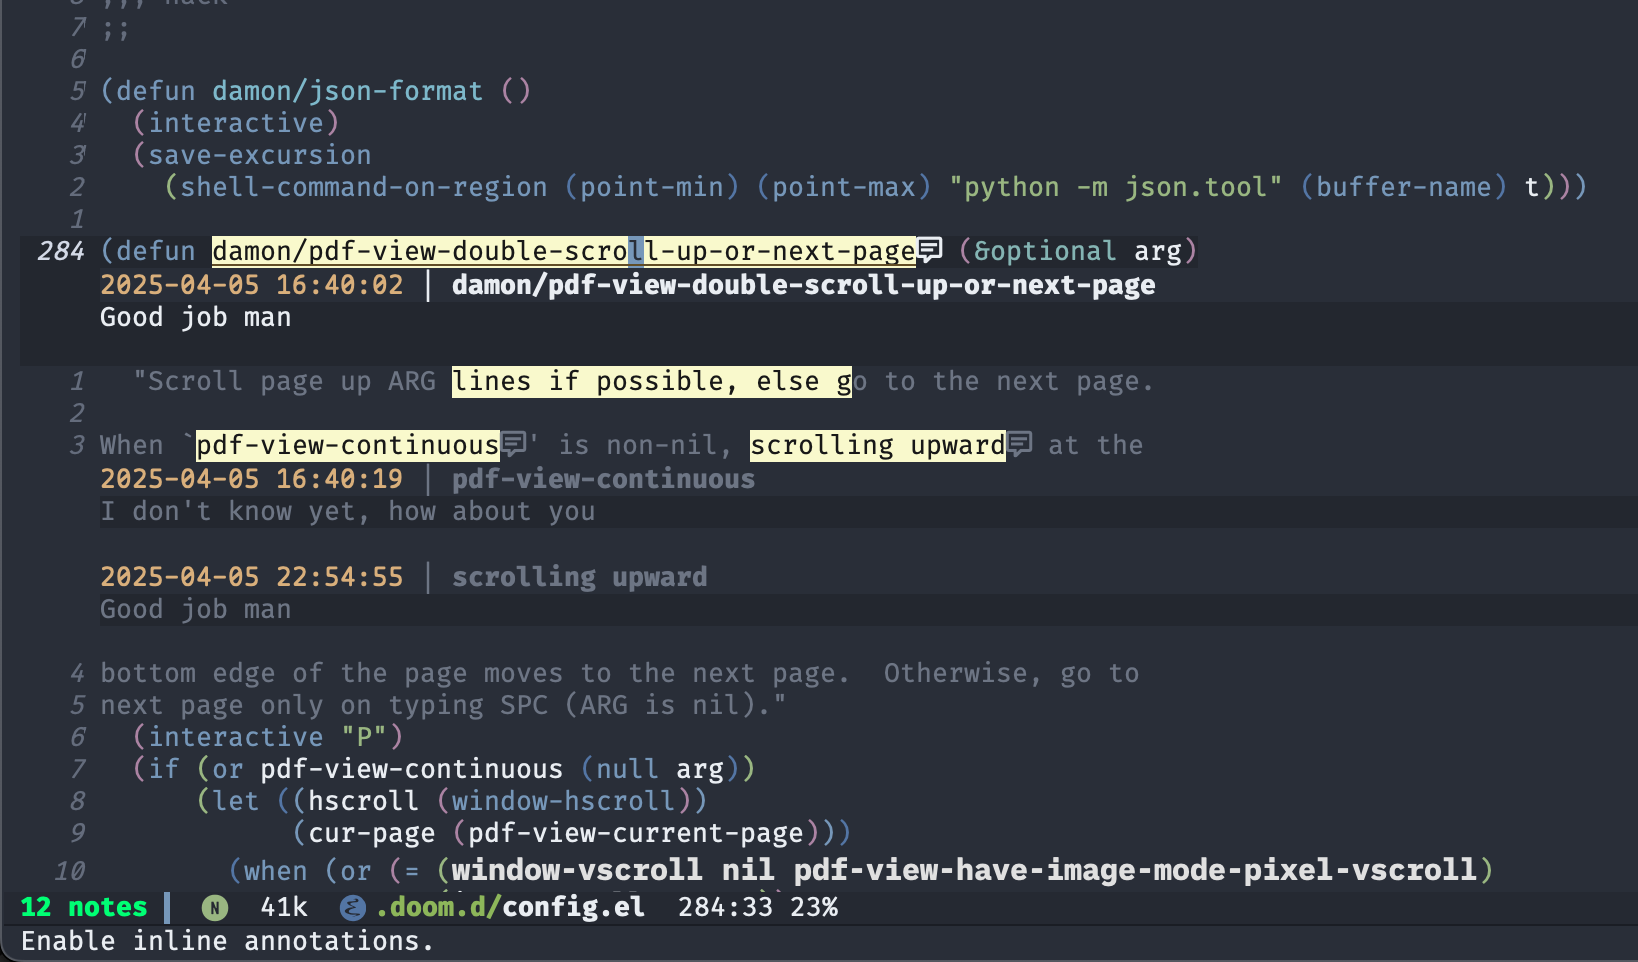 7 ;;
6
5 (defun damon/json-format ()
4   (interactive)
3   (save-excursion
2     (shell-command-on-region (point-min) (point-max) "python -m json.tool" (buffer-name) t)))
1
284 (defun damon/pdf-view-double-scroll-up-or-next-page (&optional arg)
2025-04-05 16:40:02 | damon/pdf-view-double-scroll-up-or-next-page
Good job man
1   "Scroll page up ARG lines if possible, else go to the next page.
2
3 When `pdf-view-continuous' is non-nil, scrolling upward at the
2025-04-05 16:40:19 | pdf-view-continuous
I don't know yet, how about you
2025-04-05 22:54:55 | scrolling upward
Good job man
4 bottom edge of the page moves to the next page.  Otherwise, go to
5 next page only on typing SPC (ARG is nil)."
6   (interactive "P")
7   (if (or pdf-view-continuous (null arg))
8       (let ((hscroll (window-hscroll))
9             (cur-page (pdf-view-current-page)))
10         (when (or (= (window-vscroll nil pdf-view-have-image-mode-pixel-vscroll)
12 notes | N 41k .doom.d/config.el 284:33 23%
Enable inline annotations.